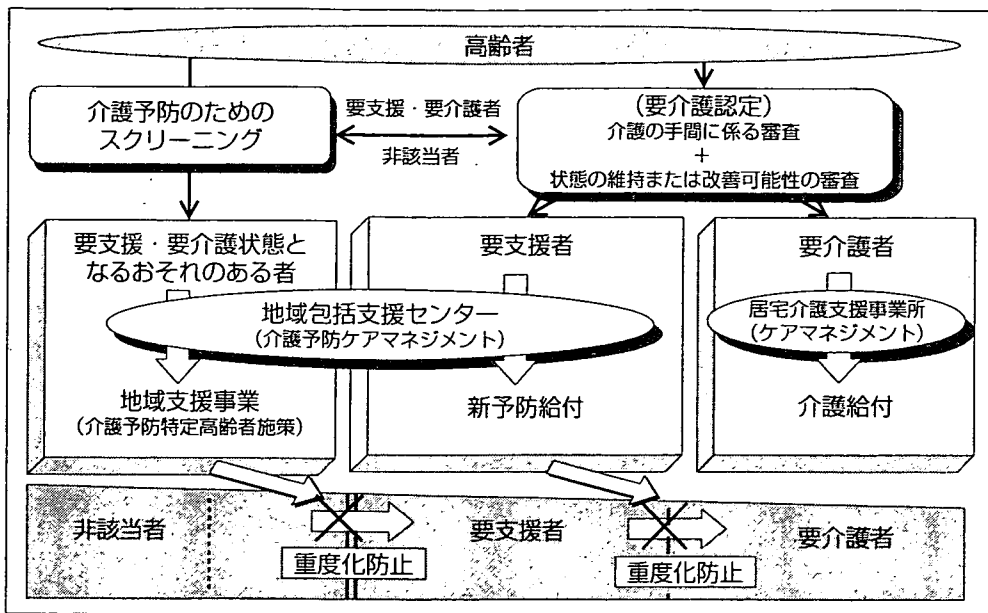 高齢者
介護予防のための
スクリーニング
要支援・要介護者
非該当者
(要介護認定)
介護の手間に係る審査
+
状態の維持または改善可能性の審査
要支援・要介護状態と
なるおそれのある者
要支援者
要介護者
地域包括支援センター
(介護予防ケアマネジメント)
居宅介護支援事業所
(ケアマネジメント)
地域支援事業
(介護予防特定高齢者施策)
新予防給付
介護給付
非該当者
重度化防止
要支援者
重度化防止
要介護者